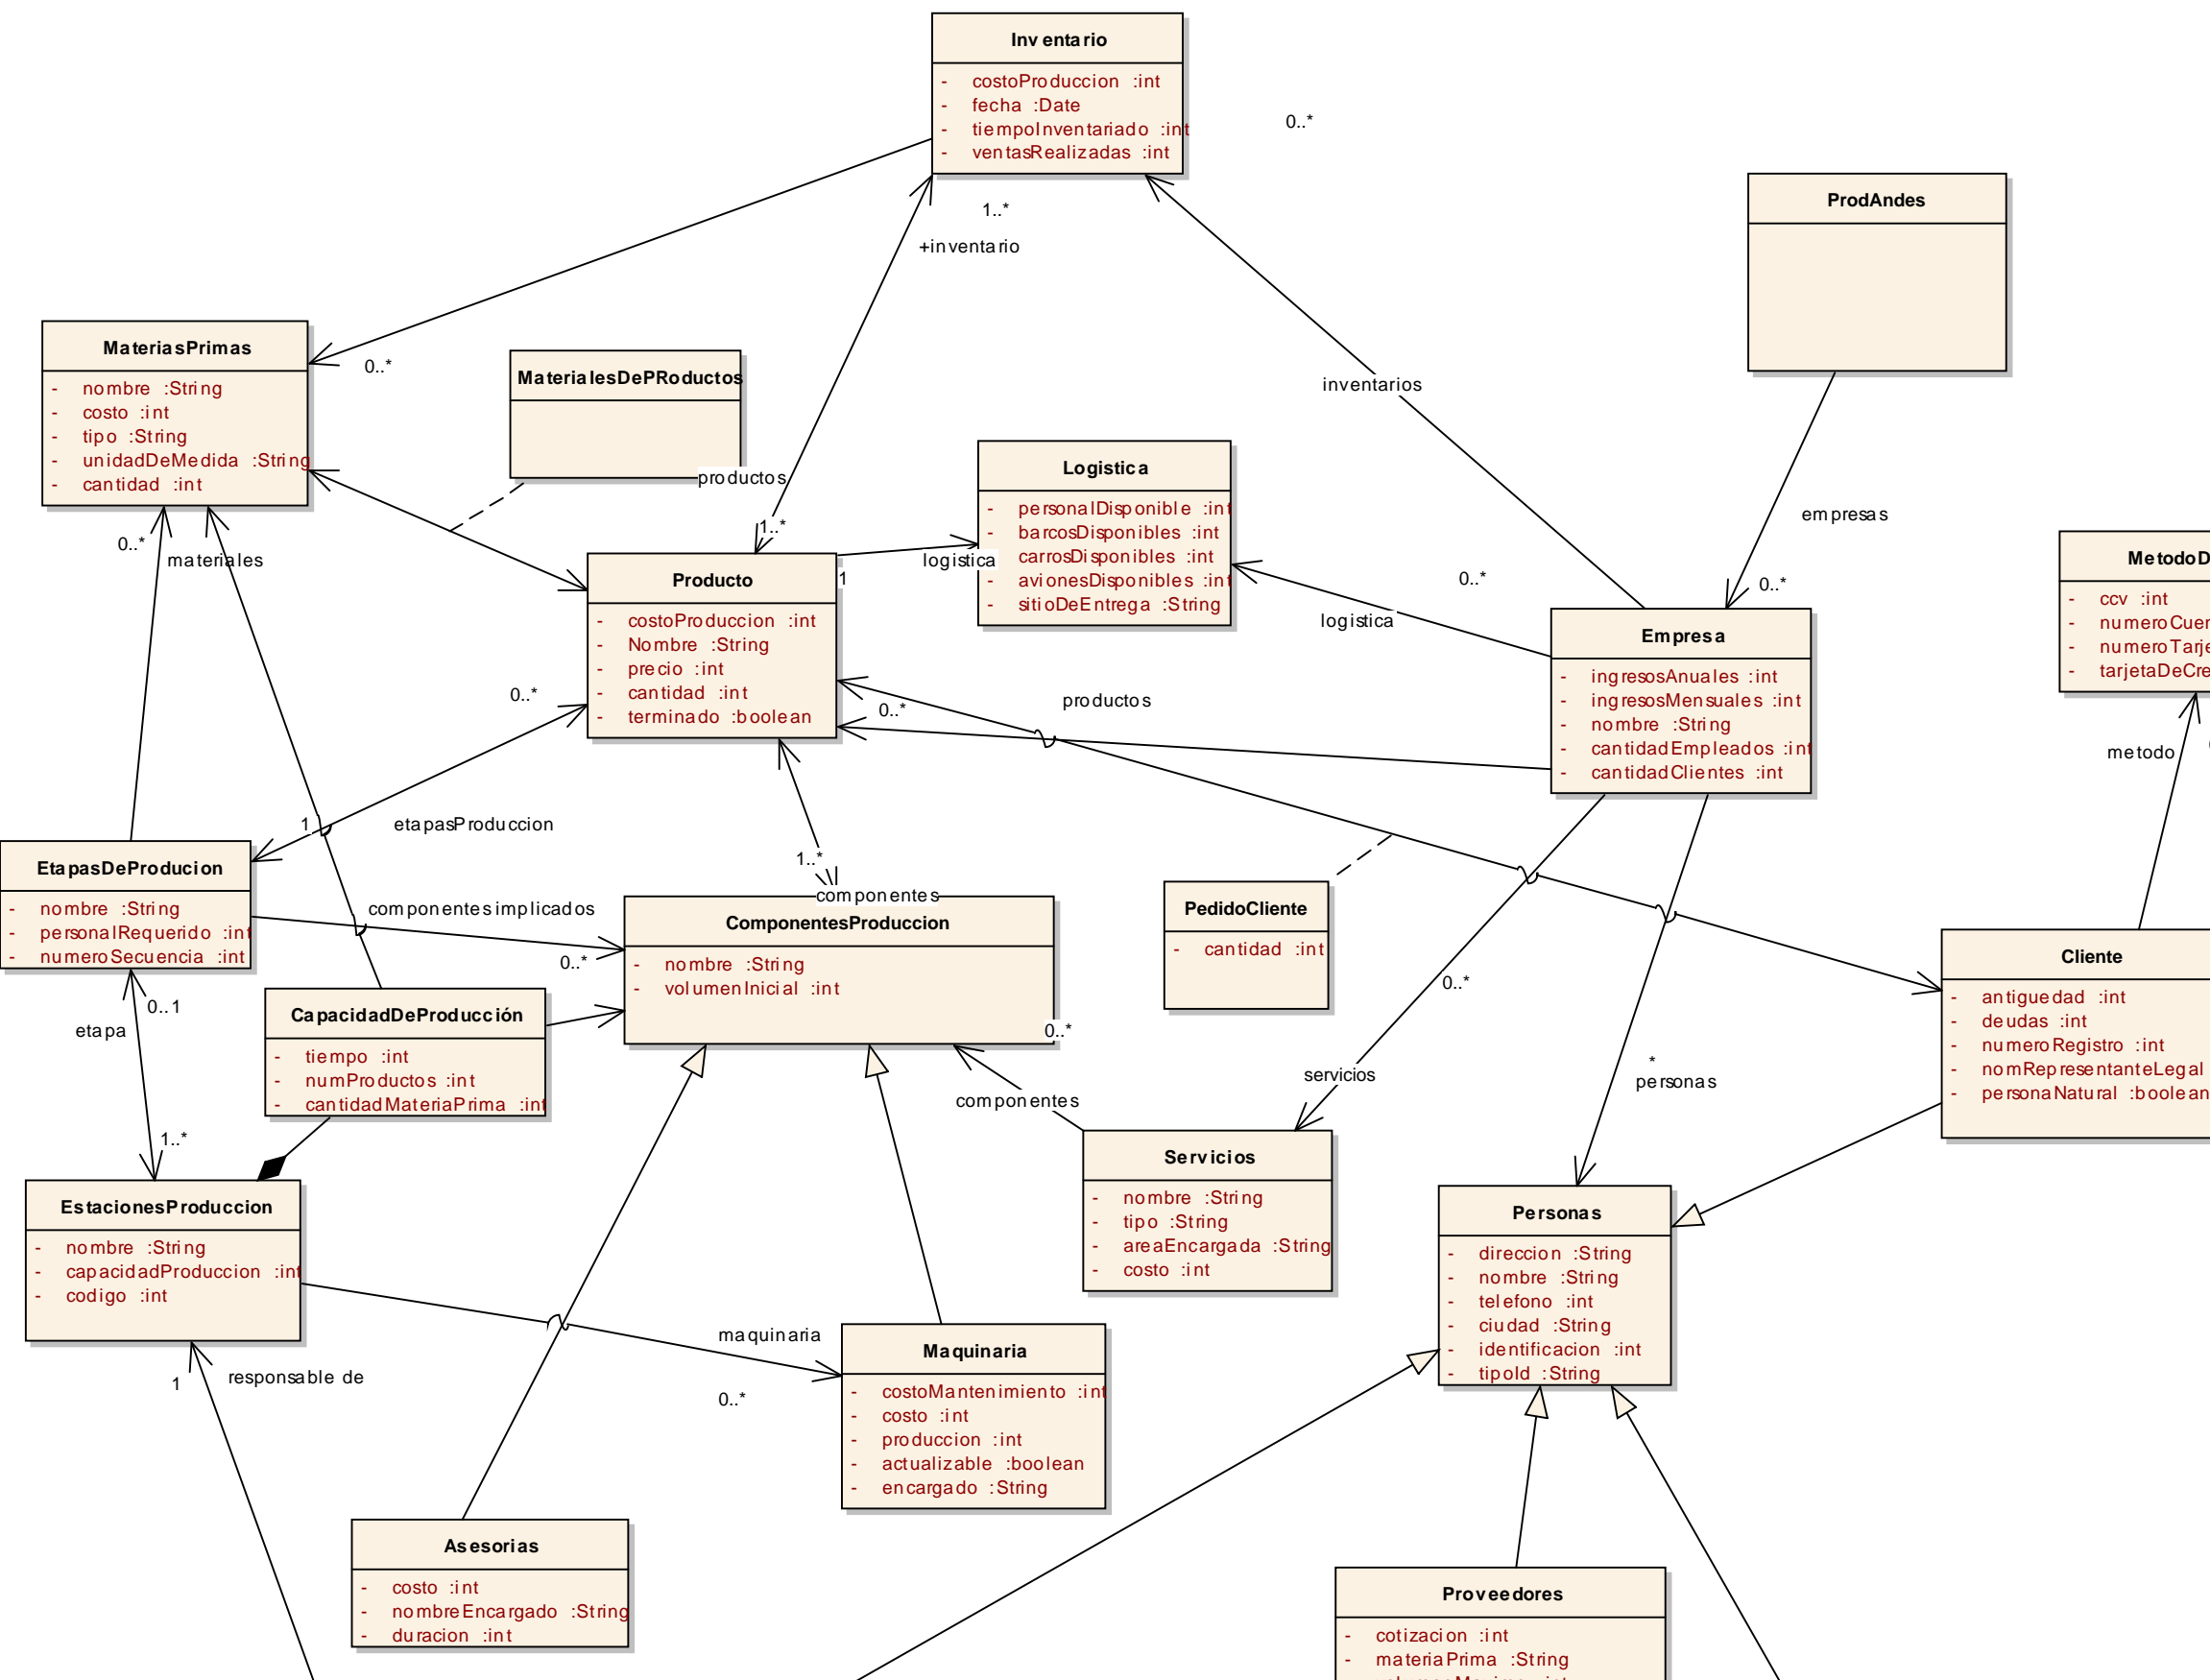 Inventario
- costoProduccion :int
- fecha :Date
- tiempoInventariado :int
- ventasRealizadas :int
0..*
1..*
+inventario
ProdAndes
MateriasPrimas
- nombre :String
- costo :int
- tipo :String
- unidadDeMedida :String
- cantidad :int
0..*
MaterialesDePRoductos
inventarios
productos
1..*
Logistica
- personalDisponible :int
- barcosDisponibles :int
- carrosDisponibles :int
- avionesDisponibles :int
- sitioDeEntrega :String
empresas
0..*
0..*
materiales
logistica
1
0..*
logistica
Producto
- costoProduccion :int
- Nombre :String
- precio :int
- cantidad :int
- terminado :boolean
Empresa
- ingresosAnuales :int
- ingresosMensuales :int
- nombre :String
- cantidadEmpleados :int
- cantidadClientes :int
MetodoD
- ccv :int
- numeroCuen
- numeroTarje
- tarjetaDeCre
0..*
0..*
productos
metodo
1
etapasProduccion
EtapasDeProducion
- nombre :String
- personalRequerido :int
- numeroSecuencia :int
1..*
componentes
componentes implicados
0..*
ComponentesProduccion
- nombre :String
- volumenInicial :int
0..*
PedidoCliente
- cantidad :int
Cliente
- antiguedad :int
- deudas :int
- numeroRegistro :int
- nomRepresentanteLegal
- personaNatural :boolean
0..1
etapa
CapacidadDeProducción
- tiempo :int
- numProductos :int
- cantidadMateriaPrima :int
0..*
servicios
*
personas
componentes
1..*
EstacionesProduccion
- nombre :String
- capacidadProduccion :int
- codigo :int
Servicios
- nombre :String
- tipo :String
- areaEncargada :String
- costo :int
Personas
- direccion :String
- nombre :String
- telefono :int
- ciudad :String
- identificacion :int
- tipoId :String
maquinaria
0..*
1
responsable de
Maquinaria
- costoMantenimiento :int
- costo :int
- produccion :int
- actualizable :boolean
- encargado :String
Asesorias
- costo :int
- nombreEncargado :String
- duracion :int
Proveedores
- cotizacion :int
- materiaPrima :String